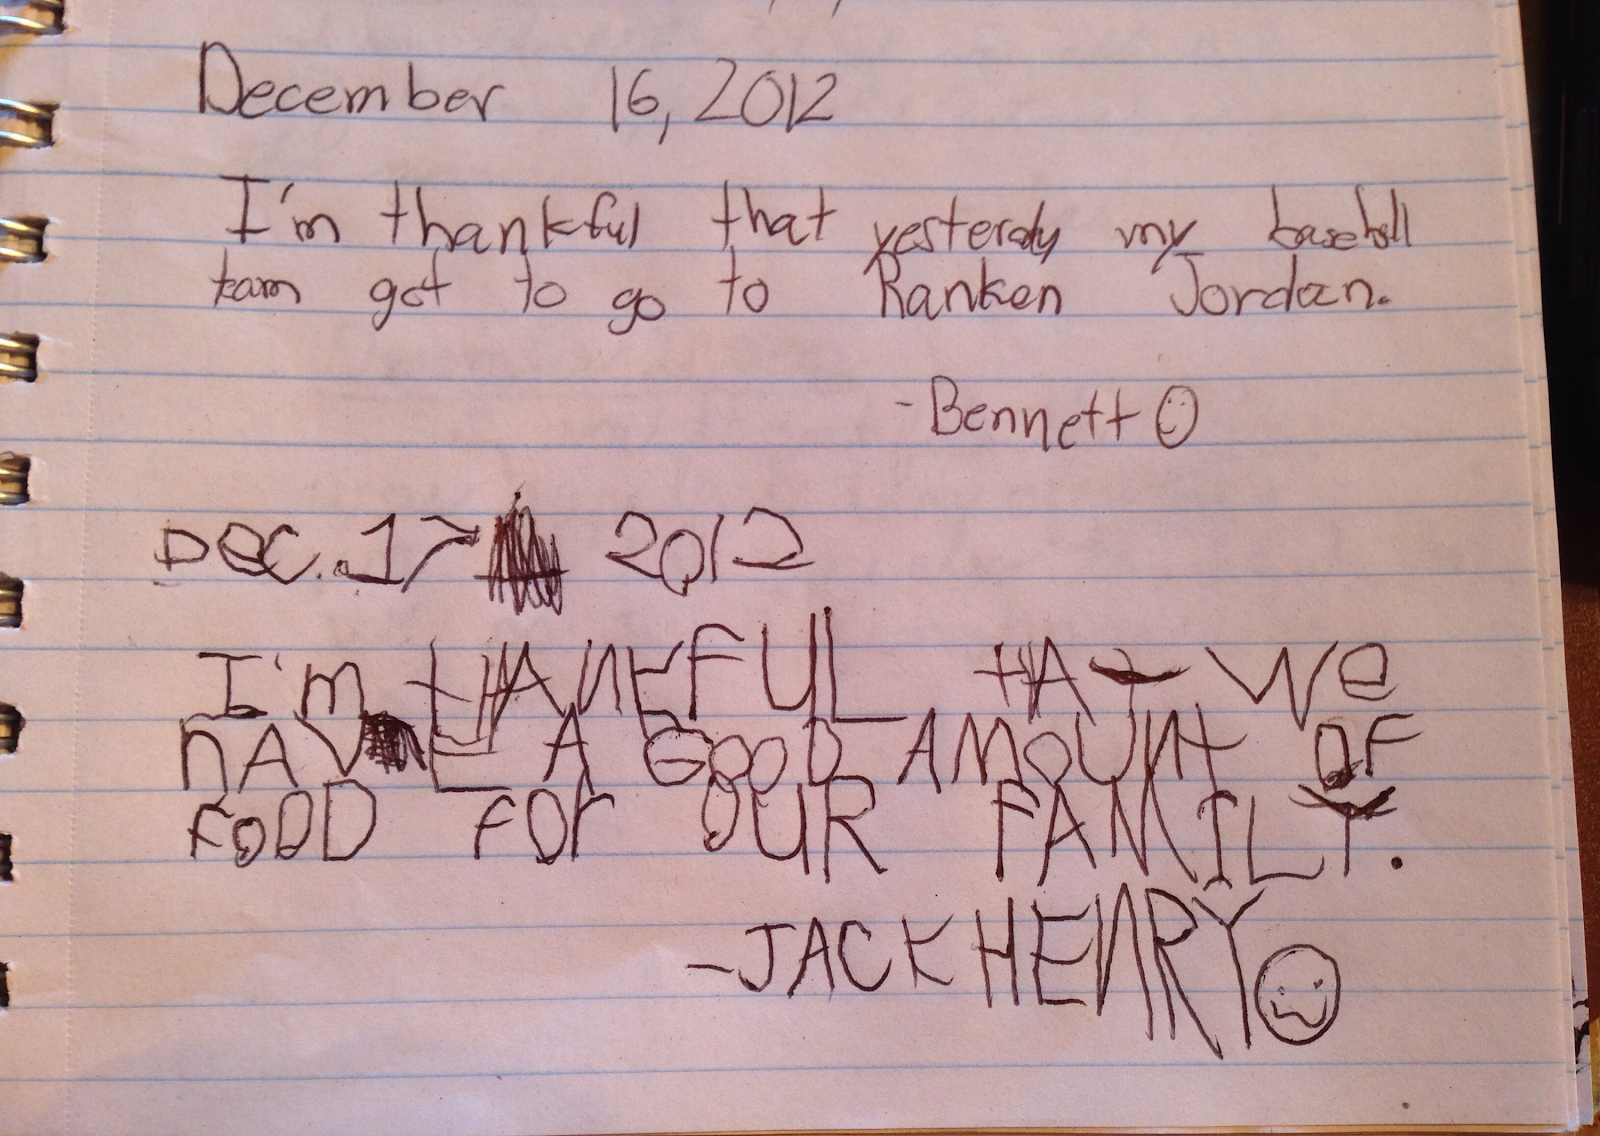 December 16, 2012
I'm thankful that yesterday my baseball
team got to go to Ranken Jordan.
-Bennett
DEC. 17 2012
I'm tHANKFUL tHAt We
hAVE A GOOD AMOUNt OF
FOOD FOr OUR FAMILY.
-JACK HENRY